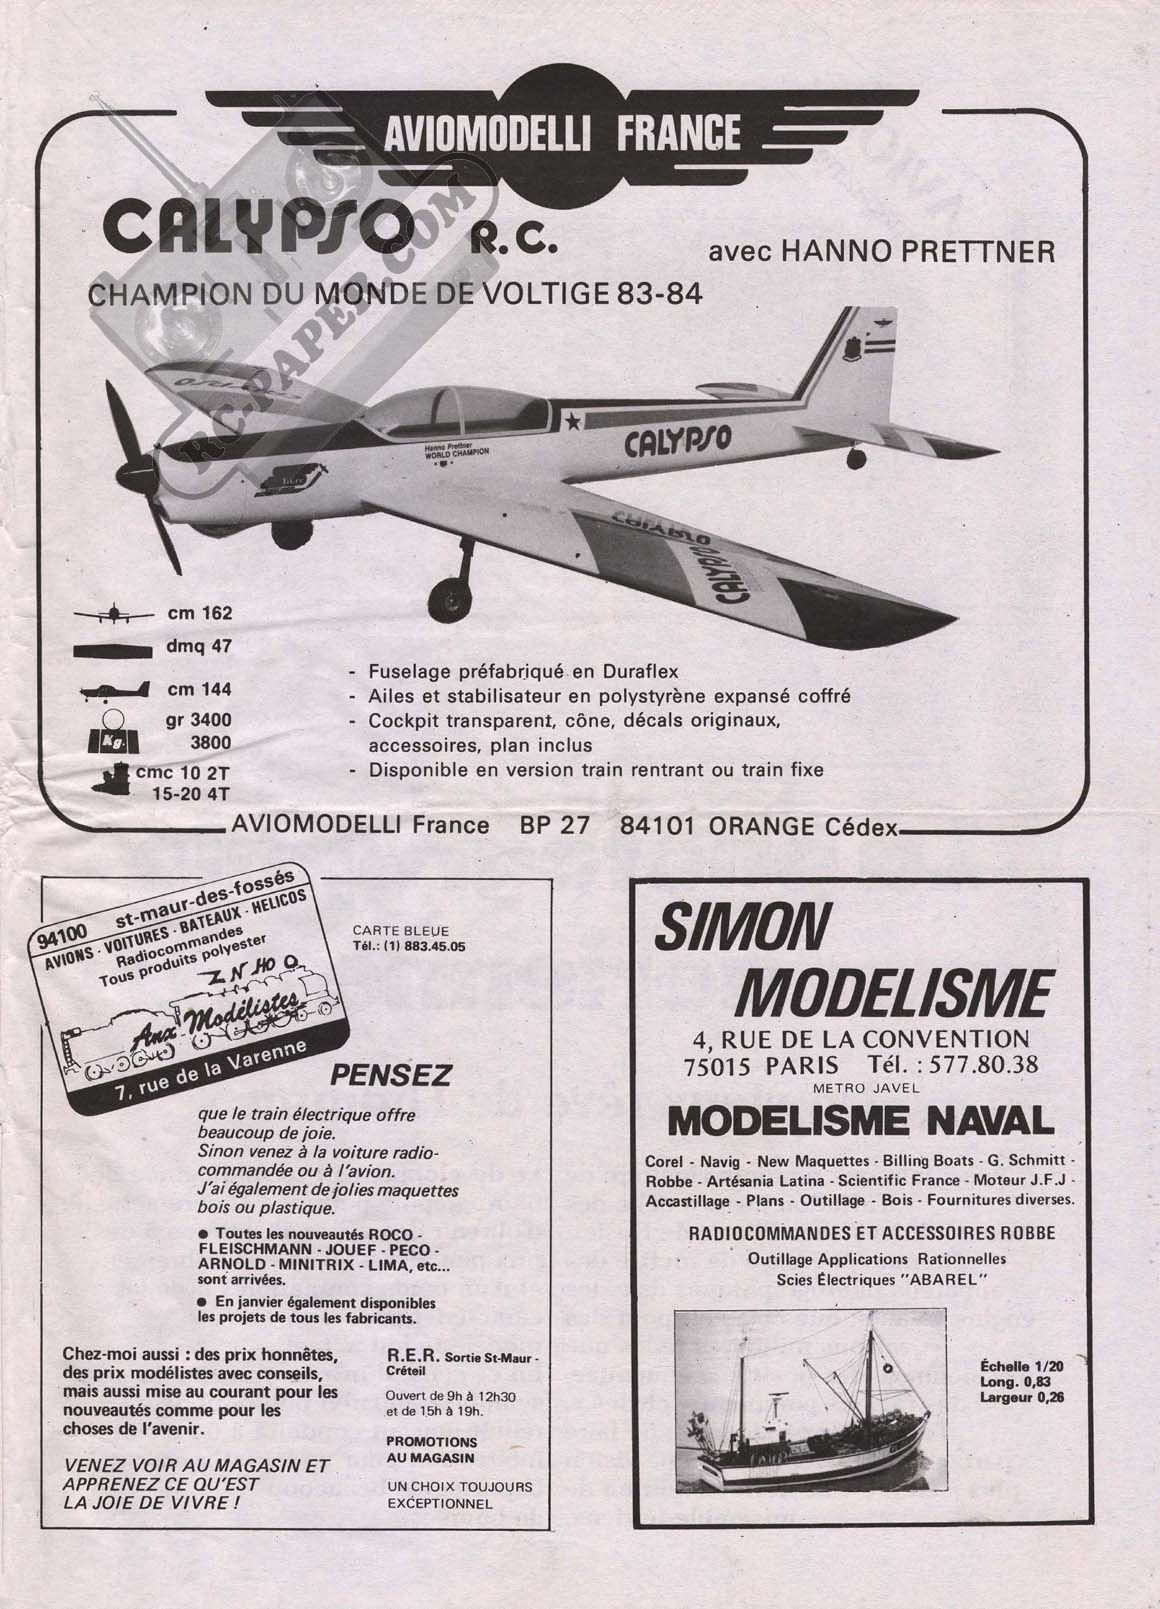 AVIOMODELLI FRANCE
CALYPSO R.C.
avec HANNO PRETTNER
CHAMPION DU MONDE DE VOLTIGE 83-84
RC-PAPER.COM
CALYPSO
Hanno Prettner
WORLD CHAMPION
CALYPSO
CALYPSO
cm 162
dmq 47
cm 144
gr 3400
3800
Kg.
cmc 10 2T
15-20 4T
- Fuselage préfabriqué en Duraflex
- Ailes et stabilisateur en polystyrène expansé coffré
- Cockpit transparent, cône, décals originaux,
accessoires, plan inclus
- Disponible en version train rentrant ou train fixe
AVIOMODELLI France BP 27 84101 ORANGE Cédex
94100 st-maur-des-fossés
AVIONS - VOITURES - BATEAUX - HELICOS
Radiocommandes
Tous produits polyester
Z N HO O
Aux Modélistes
7, rue de la Varenne
CARTE BLEUE
Tél.: (1) 883.45.05
PENSEZ
que le train électrique offre
beaucoup de joie.
Sinon venez à la voiture radio-
commandée ou à l'avion.
J'ai également de jolies maquettes
bois ou plastique.
● Toutes les nouveautés ROCO -
FLEISCHMANN - JOUEF - PECO -
ARNOLD - MINITRIX - LIMA, etc...
sont arrivées.
● En janvier également disponibles
les projets de tous les fabricants.
Chez-moi aussi : des prix honnêtes,
des prix modélistes avec conseils,
mais aussi mise au courant pour les
nouveautés comme pour les
choses de l'avenir.
VENEZ VOIR AU MAGASIN ET
APPRENEZ CE QU'EST
LA JOIE DE VIVRE !
R.E.R. Sortie St-Maur -
Créteil
Ouvert de 9h à 12h30
et de 15h à 19h.
PROMOTIONS
AU MAGASIN
UN CHOIX TOUJOURS
EXCEPTIONNEL
SIMON
MODELISME
4, RUE DE LA CONVENTION
75015 PARIS Tél. : 577.80.38
METRO JAVEL
MODELISME NAVAL
Corel - Navig - New Maquettes - Billing Boats - G. Schmitt -
Robbe - Artésania Latina - Scientific France - Moteur J.F.J -
Accastillage - Plans - Outillage - Bois - Fournitures diverses.
RADIOCOMMANDES ET ACCESSOIRES ROBBE
Outillage Applications Rationnelles
Scies Électriques "ABAREL"
Échelle 1/20
Long. 0,83
Largeur 0,26